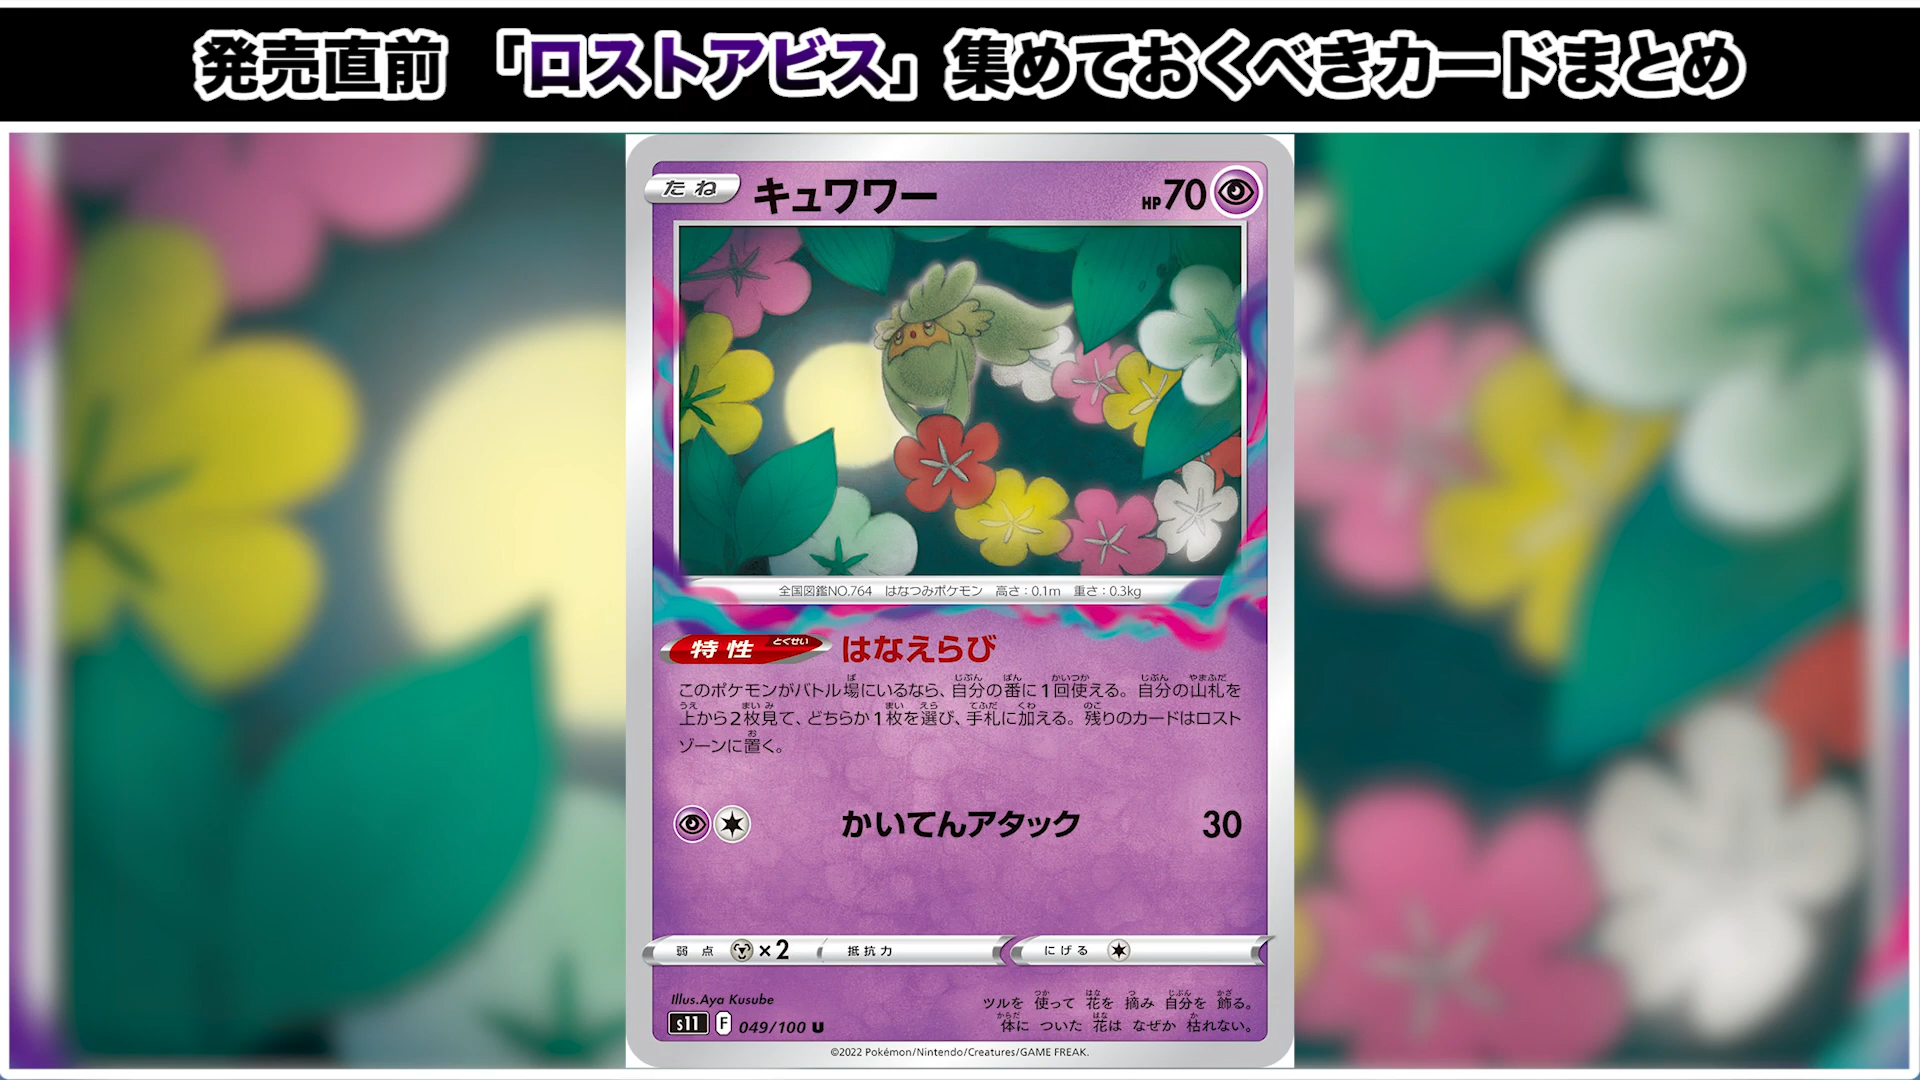 発売直前 「ロストアビス」集めておくべきカードまとめ
たね キュワワー HP70
全国図鑑NO.764 はなつみポケモン 高さ：0.1m 重さ：0.3kg
特性 とくせい はなえらび
このポケモンがバトル場にいるなら、自分の番に1回使える。自分の山札を
上から2枚見て、どちらか1枚を選び、手札に加える。残りのカードはロスト
ゾーンに置く。
かいてんアタック 30
弱点 ×2 抵抗力 にげる
Illus.Aya Kusube
ツルを 使って 花を 摘み 自分を 飾る。
体に ついた 花は なぜか 枯れない。
s11 F 049/100 U
©2022 Pokémon/Nintendo/Creatures/GAME FREAK.